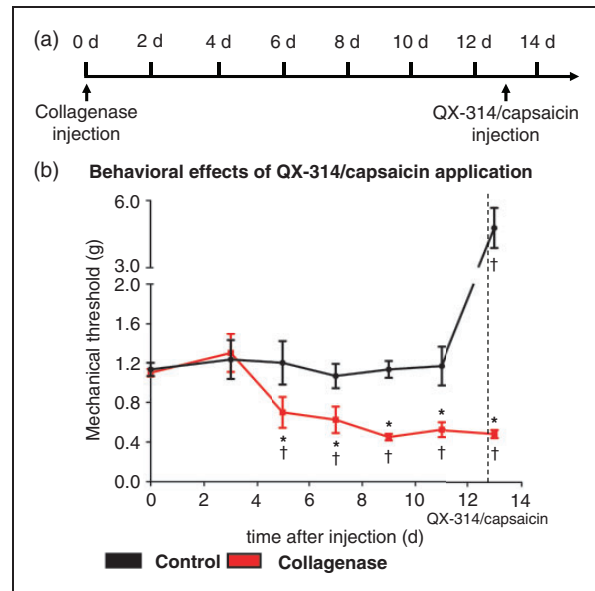 (a)
0 d 2 d 4 d 6 d 8 d 10 d 12 d 14 d
Collagenase
injection
QX-314/capsaicin
injection
(b) Behavioral effects of QX-314/capsaicin application
Mechanical threshold (g)
6.0
3.0
2.0
1.6
1.2
0.8
0.4
0.0
†
* * * * *
† † † † †
0 2 4 6 8 10 12 14
QX-314/capsaicin
time after injection (d)
Control Collagenase